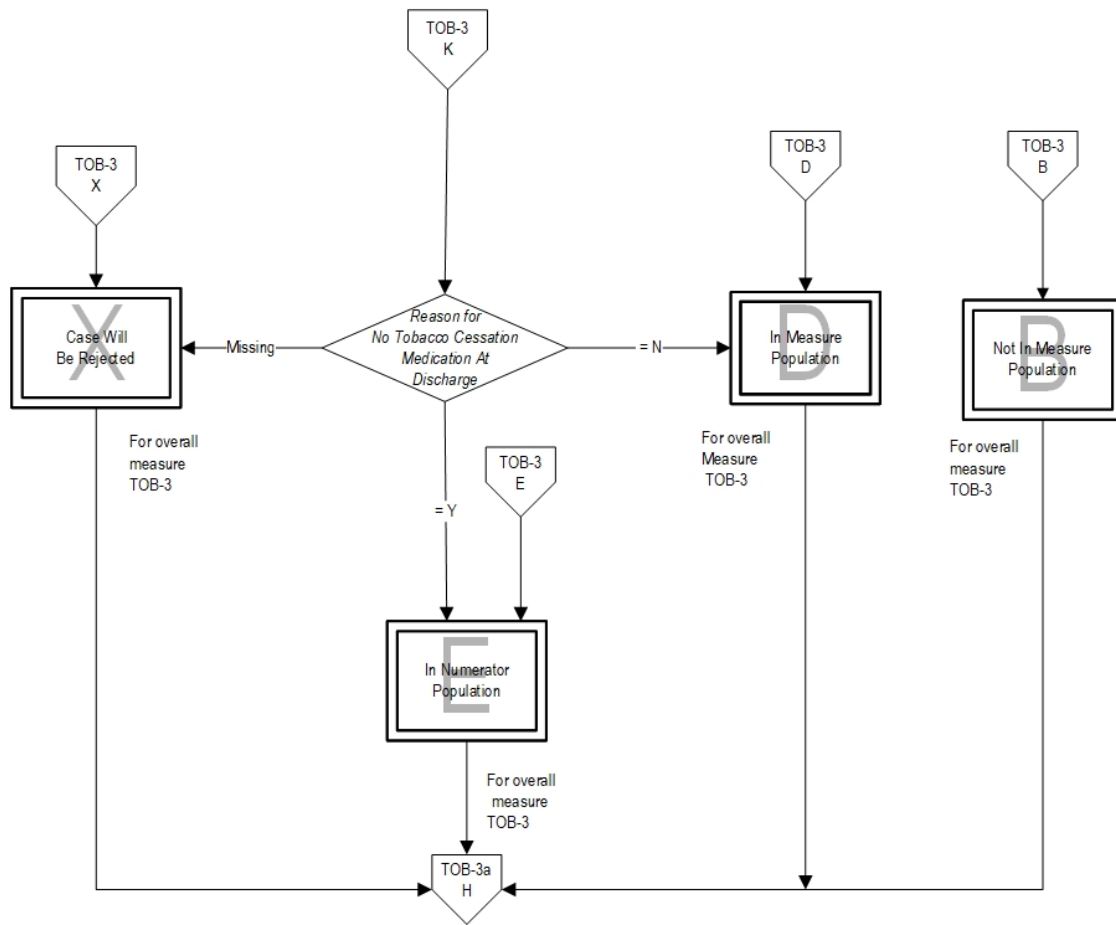 TOB-3
K
TOB-3
X
TOB-3
D
TOB-3
B
X
Case Will
Be Rejected
Missing
Reason for
No Tobacco Cessation
Medication At
Discharge
= N
D
In Measure
Population
B
Not In Measure
Population
For overall
measure
TOB-3
= Y
TOB-3
E
For overall
Measure
TOB-3
For overall
measure
TOB-3
E
In Numerator
Population
For overall
measure
TOB-3
TOB-3a
H